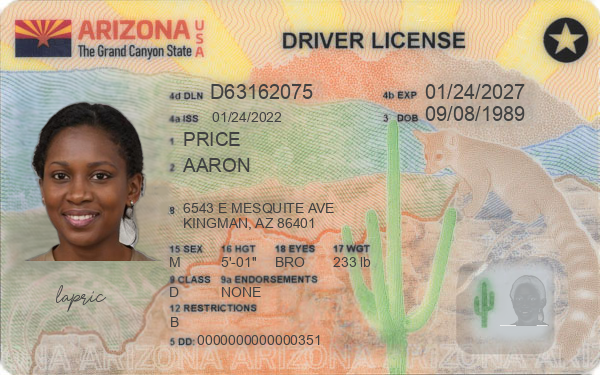 ARIZONA USA
The Grand Canyon State
DRIVER LICENSE
4d DLN D63162075
4b EXP 01/24/2027
4a ISS 01/24/2022
3 DOB 09/08/1989
1 PRICE
2 AARON
8 6543 E MESQUITE AVE
KINGMAN, AZ 86401
15 SEX 16 HGT 18 EYES 17 WGT
M 5'-01" BRO 233 lb
9 CLASS 9a ENDORSEMENTS
D NONE
12 RESTRICTIONS
B
lapric
5 DD: 0000000000000351
ARIZONA ARIZONA ARIZONA ARIZONA